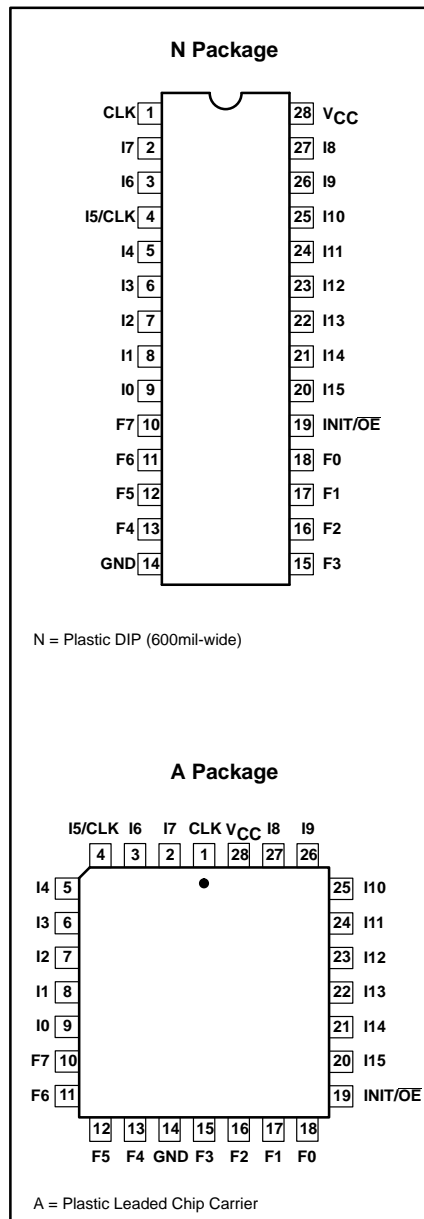 N Package
CLK 1 28 VCC
I7 2 27 I8
I6 3 26 I9
I5/CLK 4 25 I10
I4 5 24 I11
I3 6 23 I12
I2 7 22 I13
I1 8 21 I14
I0 9 20 I15
F7 10 19 INIT/O̅E̅
F6 11 18 F0
F5 12 17 F1
F4 13 16 F2
GND 14 15 F3
N = Plastic DIP (600mil-wide)
A Package
I5/CLK I6 I7 CLK VCC I8 I9
4 3 2 1 28 27 26
I4 5 25 I10
I3 6 24 I11
I2 7 23 I12
I1 8 22 I13
I0 9 21 I14
F7 10 20 I15
F6 11 19 INIT/O̅E̅
12 13 14 15 16 17 18
F5 F4 GND F3 F2 F1 F0
A = Plastic Leaded Chip Carrier